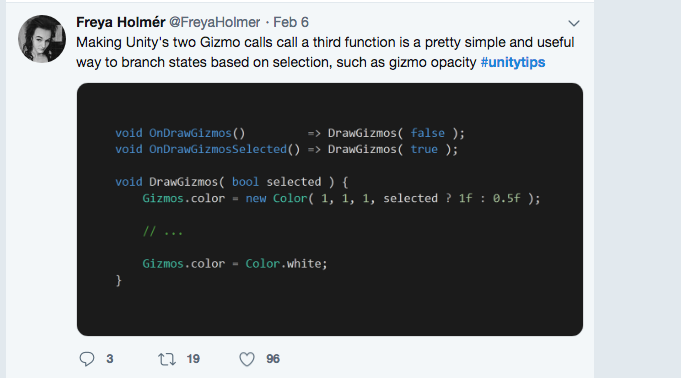 Freya Holmér @FreyaHolmer · Feb 6
Making Unity's two Gizmo calls call a third function is a pretty simple and useful
way to branch states based on selection, such as gizmo opacity #unitytips
void OnDrawGizmos() => DrawGizmos( false );
void OnDrawGizmosSelected() => DrawGizmos( true );
void DrawGizmos( bool selected ) {
Gizmos.color = new Color( 1, 1, 1, selected ? 1f : 0.5f );
// ...
Gizmos.color = Color.white;
}
3 19 96